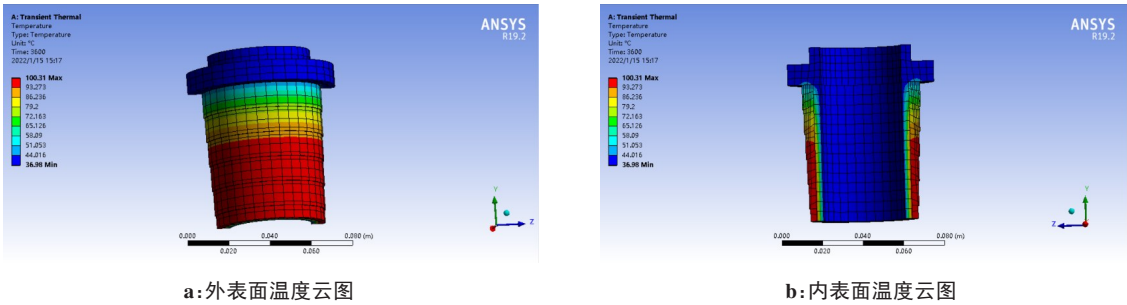 A: Transient Thermal
Temperature
Type: Temperature
Unit: °C
Time: 3600
2022/1/15 15:17
100.31 Max
93.273
86.236
79.2
72.163
65.126
58.09
51.053
44.016
36.98 Min
ANSYS
R19.2
Y
Z
0.000
0.040
0.080 (m)
0.020
0.060
a:外表面温度云图
A: Transient Thermal
Temperature
Type: Temperature
Unit: °C
Time: 3600
2022/1/15 15:17
100.31 Max
93.273
86.236
79.2
72.163
65.126
58.09
51.053
44.016
36.98 Min
ANSYS
R19.2
Y
Z
0.000
0.040
0.080 (m)
0.020
0.060
b:内表面温度云图